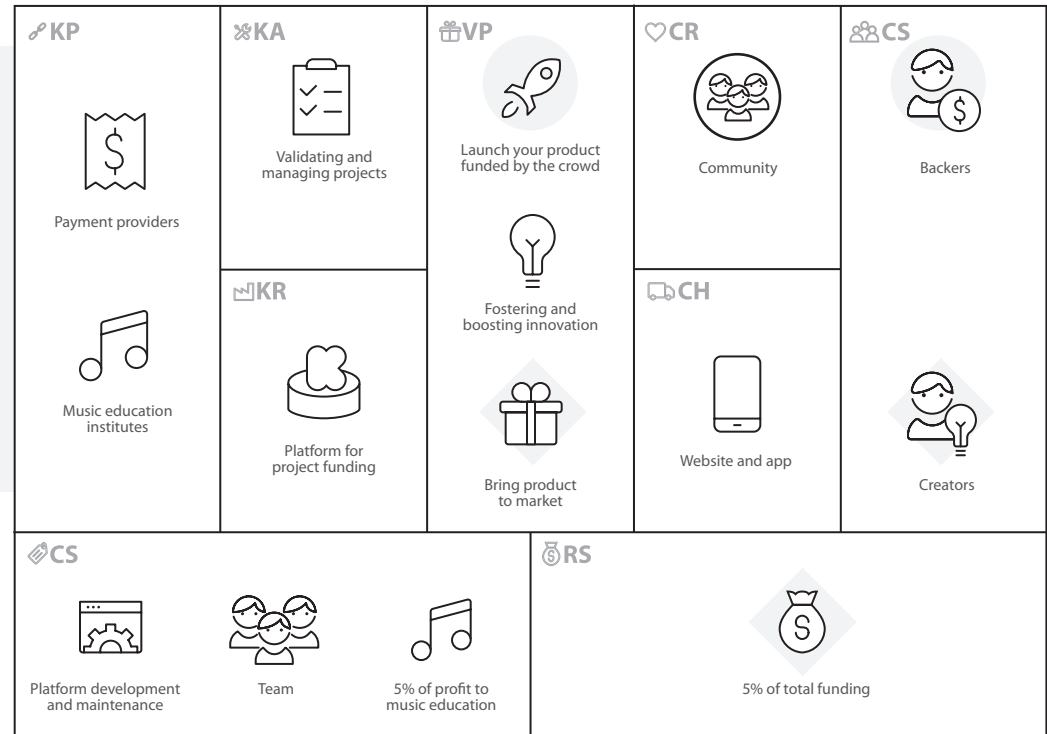 KP
Payment providers
Music education
institutes
KA
Validating and
managing projects
KR
Platform for
project funding
VP
Launch your product
funded by the crowd
Fostering and
boosting innovation
Bring product
to market
CR
Community
CH
Website and app
CS
Backers
Creators
CS
Platform development
and maintenance
Team
5% of profit to
music education
RS
5% of total funding